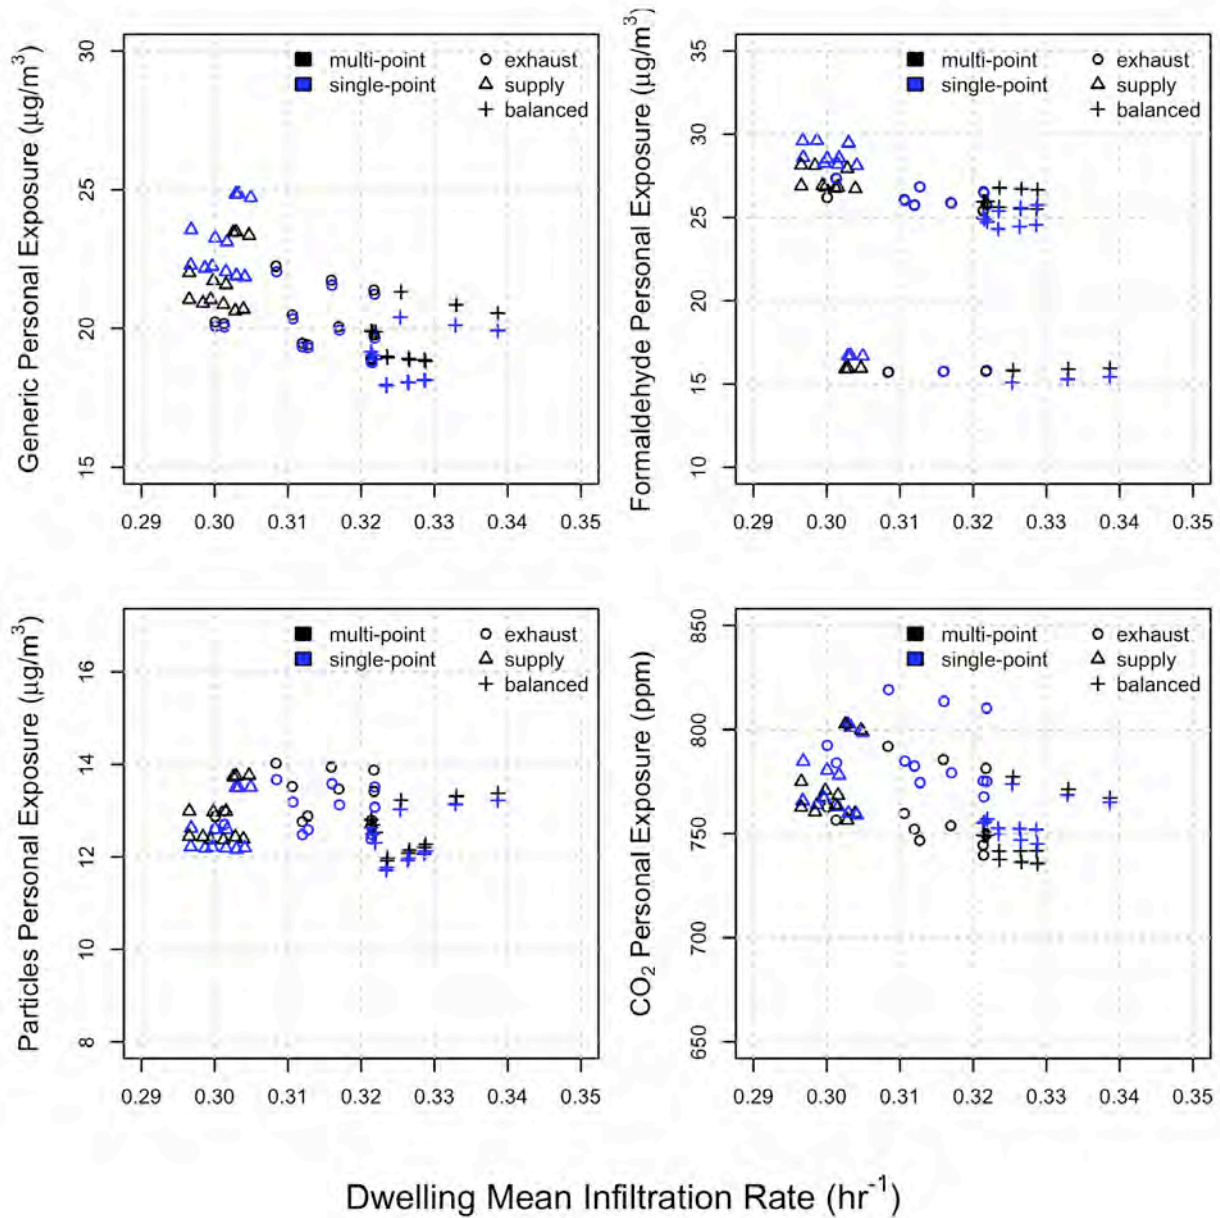 Generic Personal Exposure (μg/m³)
30
25
20
15
multi-point
single-point
exhaust
supply
balanced
0.29 0.30 0.31 0.32 0.33 0.34 0.35
Formaldehyde Personal Exposure (μg/m³)
35
30
25
20
15
10
multi-point
single-point
exhaust
supply
balanced
0.29 0.30 0.31 0.32 0.33 0.34 0.35
Particles Personal Exposure (μg/m³)
16
14
12
10
8
multi-point
single-point
exhaust
supply
balanced
0.29 0.30 0.31 0.32 0.33 0.34 0.35
CO₂ Personal Exposure (ppm)
850
800
750
700
650
multi-point
single-point
exhaust
supply
balanced
0.29 0.30 0.31 0.32 0.33 0.34 0.35
Dwelling Mean Infiltration Rate (hr⁻¹)